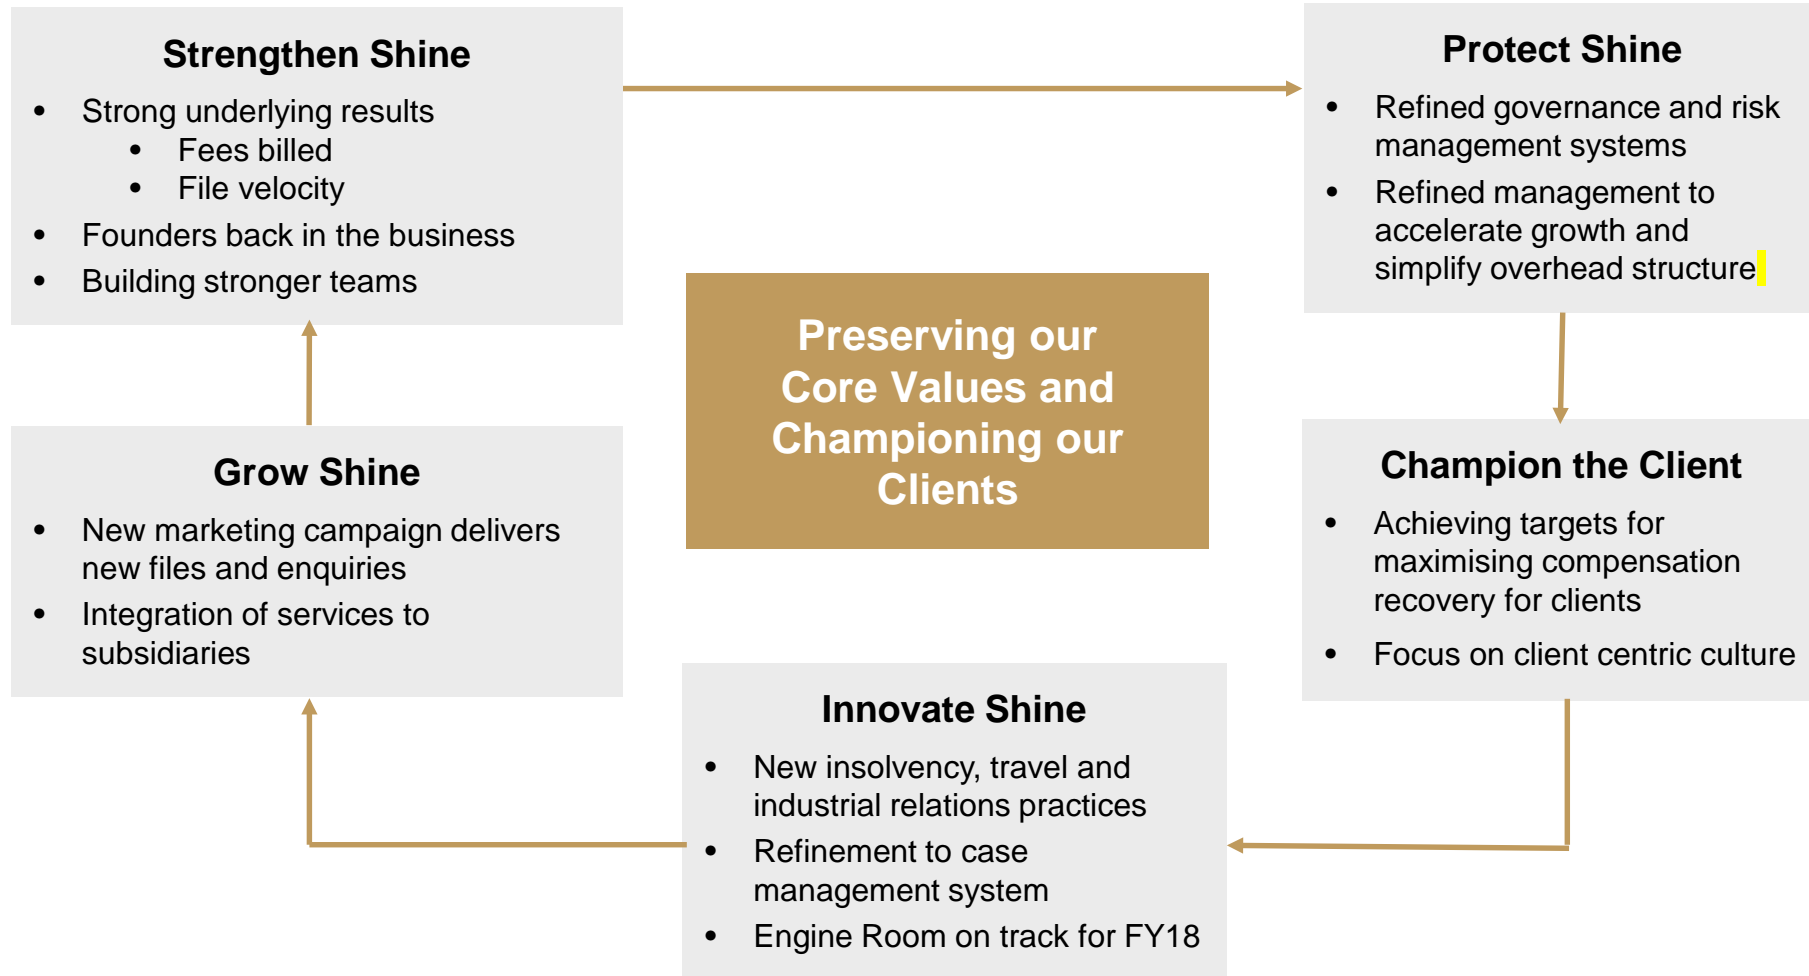 Strengthen Shine
• Strong underlying results
• Fees billed
• File velocity
• Founders back in the business
• Building stronger teams
Protect Shine
• Refined governance and risk
management systems
• Refined management to
accelerate growth and
simplify overhead structure
Preserving our
Core Values and
Championing our
Clients
Champion the Client
• Achieving targets for
maximising compensation
recovery for clients
• Focus on client centric culture
Innovate Shine
• New insolvency, travel and
industrial relations practices
• Refinement to case
management system
• Engine Room on track for FY18
Grow Shine
• New marketing campaign delivers
new files and enquiries
• Integration of services to
subsidiaries